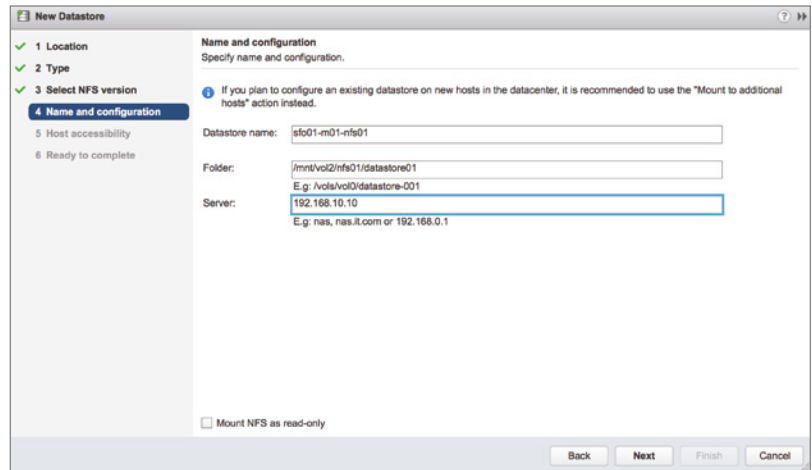 New Datastore
1 Location
2 Type
3 Select NFS version
4 Name and configuration
5 Host accessibility
6 Ready to complete
Name and configuration
Specify name and configuration.
If you plan to configure an existing datastore on new hosts in the datacenter, it is recommended to use the "Mount to additional
hosts" action instead.
Datastore name: sfo01-m01-nfs01
Folder: /mnt/vol2/nfs01/datastore01
E.g: /vols/vol0/datastore-001
Server: 192.168.10.10
E.g: nas, nas.it.com or 192.168.0.1
Mount NFS as read-only
Back Next Finish Cancel